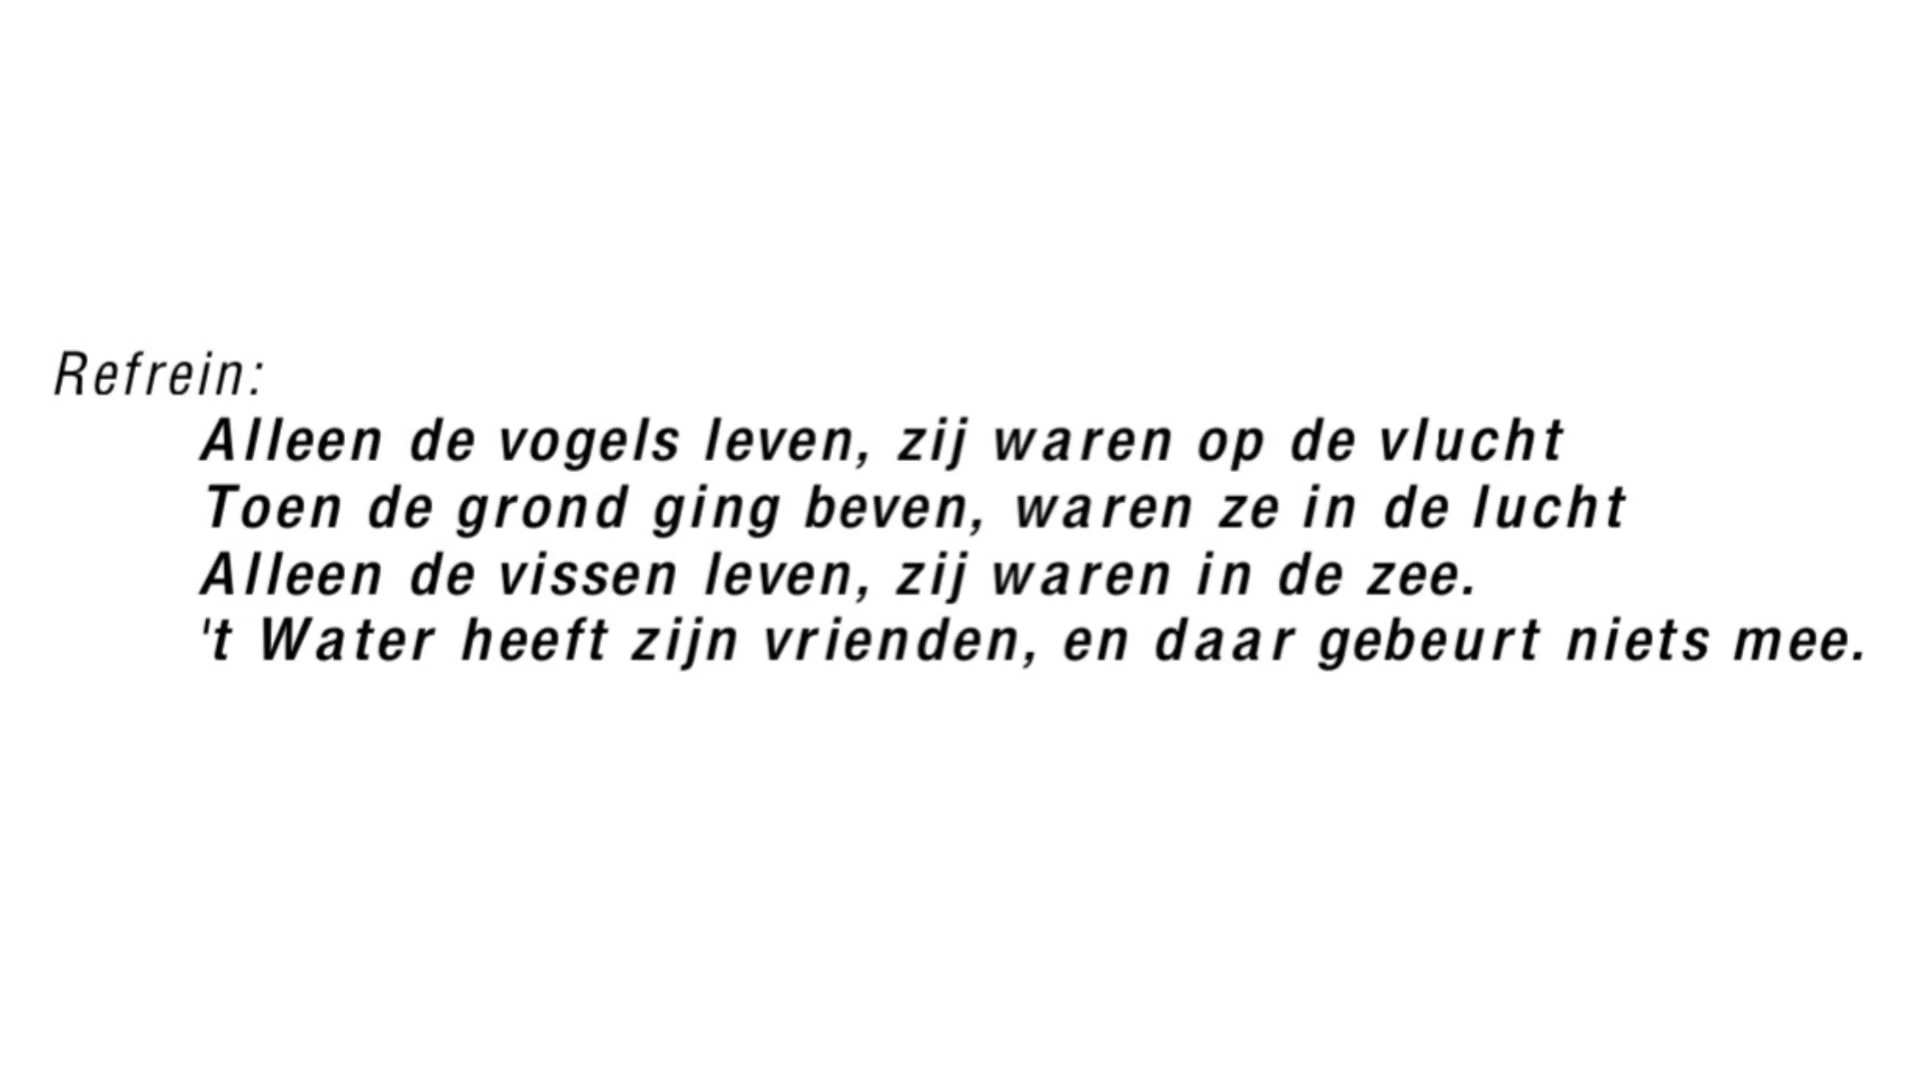 Refrein:
Alleen de vogels leven, zij waren op de vlucht
Toen de grond ging beven, waren ze in de lucht
Alleen de vissen leven, zij waren in de zee.
't Water heeft zijn vrienden, en daar gebeurt niets mee.